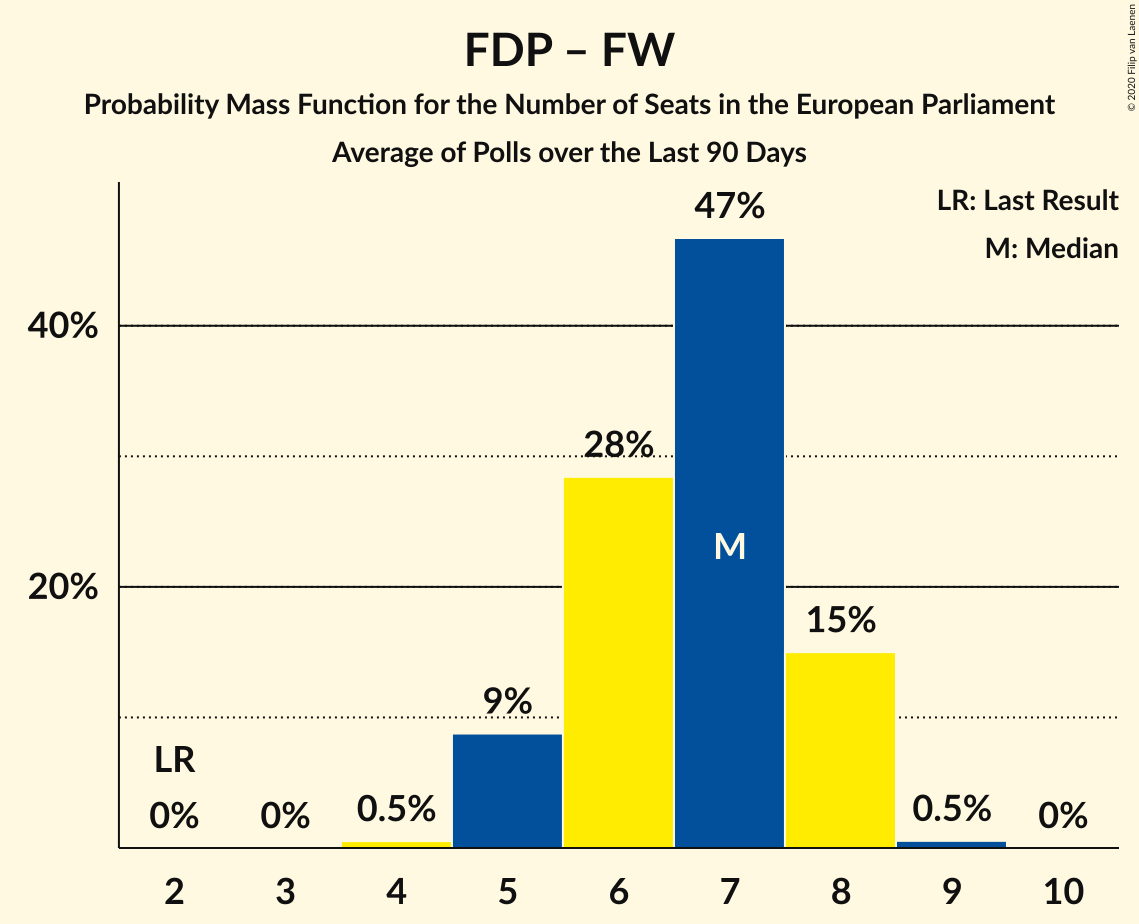 FDP – FW
Probability Mass Function for the Number of Seats in the European Parliament
Average of Polls over the Last 90 Days
© 2020 Filip van Laenen
LR: Last Result
M: Median
47%
40%
28%
M
20%
15%
9%
LR
0% 0% 0.5% 0.5% 0%
2 3 4 5 6 7 8 9 10